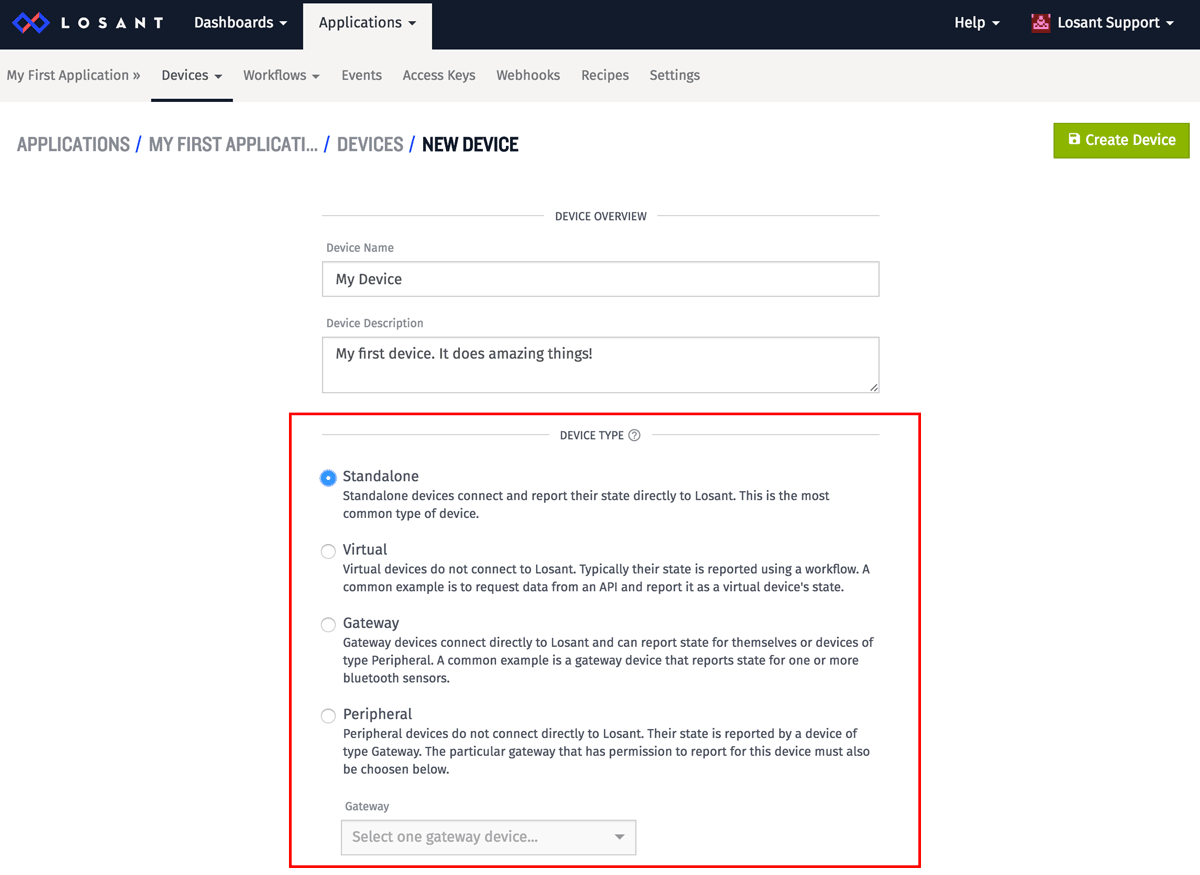 LOSANT Dashboards Applications Help Losant Support
My First Application » Devices Workflows Events Access Keys Webhooks Recipes Settings
APPLICATIONS / MY FIRST APPLICATI... / DEVICES / NEW DEVICE Create Device
DEVICE OVERVIEW
Device Name
My Device
Device Description
My first device. It does amazing things!
DEVICE TYPE ?
Standalone
Standalone devices connect and report their state directly to Losant. This is the most
common type of device.
Virtual
Virtual devices do not connect to Losant. Typically their state is reported using a workflow. A
common example is to request data from an API and report it as a virtual device's state.
Gateway
Gateway devices connect directly to Losant and can report state for themselves or devices of
type Peripheral. A common example is a gateway device that reports state for one or more
bluetooth sensors.
Peripheral
Peripheral devices do not connect directly to Losant. Their state is reported by a device of
type Gateway. The particular gateway that has permission to report for this device must also
be choosen below.
Gateway
Select one gateway device...